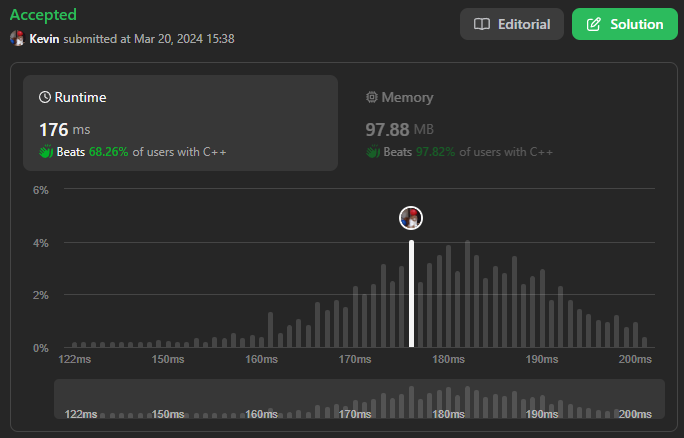 Accepted
Editorial
Solution
Kevin submitted at Mar 20, 2024 15:38
Runtime
Memory
176 ms
97.88 MB
Beats 68.26% of users with C++
Beats 97.82% of users with C++
6%
4%
2%
0%
122ms 150ms 160ms 170ms 180ms 190ms 200ms
122ms 150ms 160ms 170ms 180ms 190ms 200ms